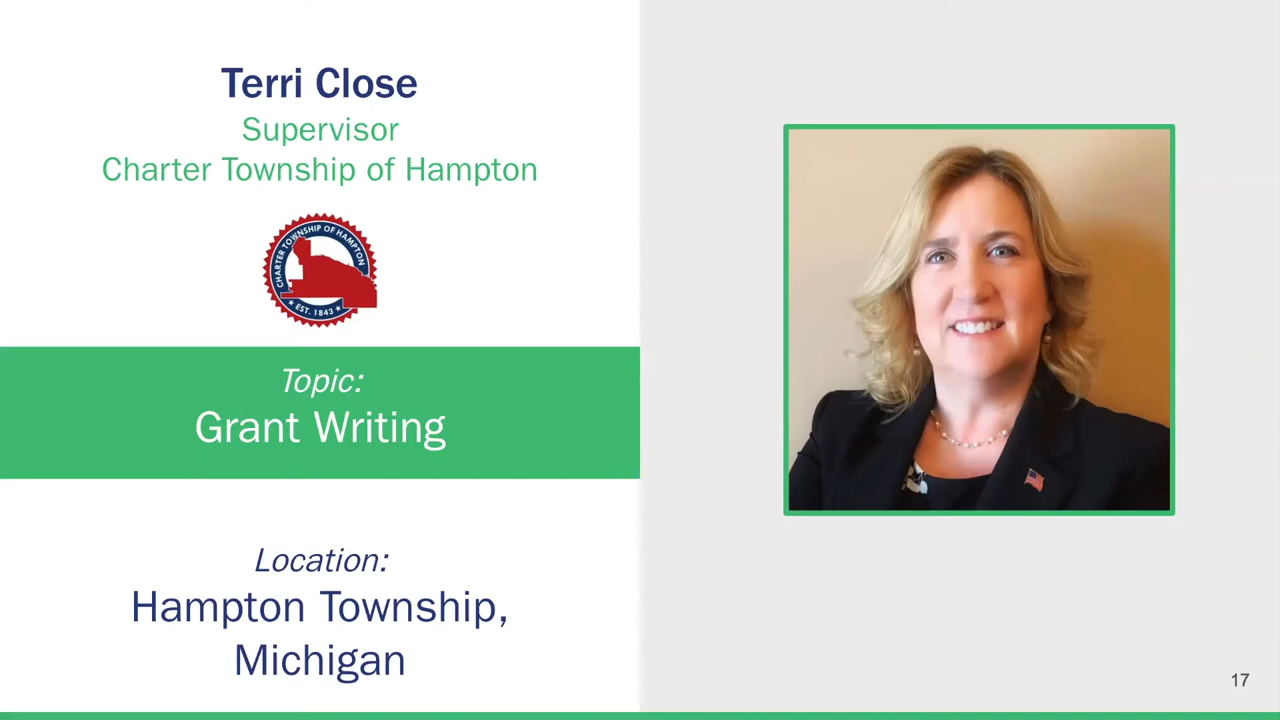 Terri Close
Supervisor
Charter Township of Hampton
CHARTER TOWNSHIP OF HAMPTON
★ EST. 1843 ★
Topic:
Grant Writing
Location:
Hampton Township,
Michigan
17